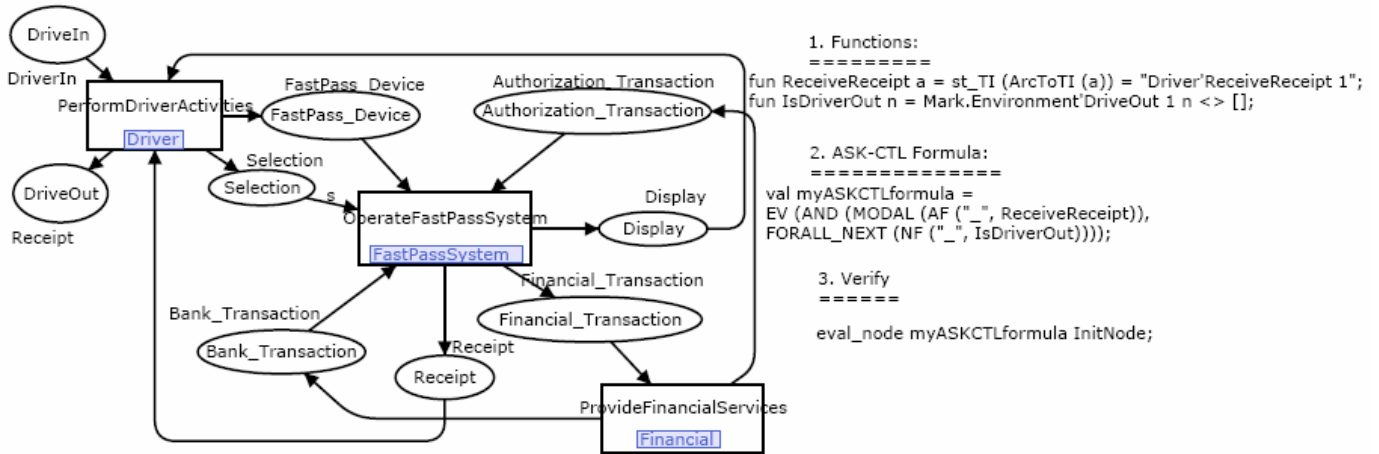 DriveIn
DriverIn
PerformDriverActivities
Driver
DriveOut
Receipt
FastPass_Device
FastPass_Device
Selection
Selection
s
Authorization_Transaction
Authorization_Transaction
OperateFastPassSystem
FastPassSystem
Display
Display
Financial_Transaction
Financial_Transaction
Bank_Transaction
Bank_Transaction
Receipt
Receipt
ProvideFinancialServices
Financial
1. Functions:
=========
fun ReceiveReceipt a = st_TI (ArcToTI (a)) = "Driver'ReceiveReceipt 1";
fun IsDriverOut n = Mark.Environment'DriveOut 1 n <> [];
2. ASK-CTL Formula:
==============
val myASKCTLformula =
EV (AND (MODAL (AF ("_", ReceiveReceipt)),
FORALL_NEXT (NF ("_", IsDriverOut))));
3. Verify
======
eval_node myASKCTLformula InitNode;